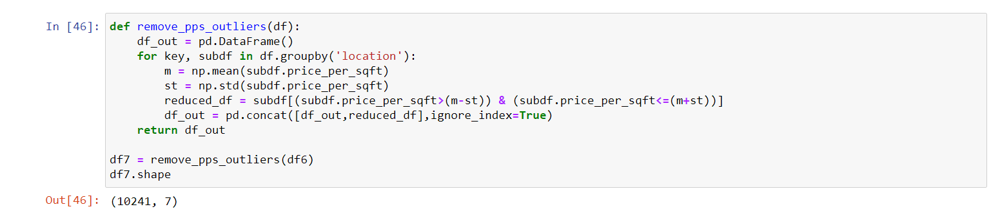 In [46]: def remove_pps_outliers(df):
    df_out = pd.DataFrame()
    for key, subdf in df.groupby('location'):
        m = np.mean(subdf.price_per_sqft)
        st = np.std(subdf.price_per_sqft)
        reduced_df = subdf[(subdf.price_per_sqft>(m-st)) & (subdf.price_per_sqft<=(m+st))]
        df_out = pd.concat([df_out,reduced_df],ignore_index=True)
    return df_out

df7 = remove_pps_outliers(df6)
df7.shape
Out[46]: (10241, 7)